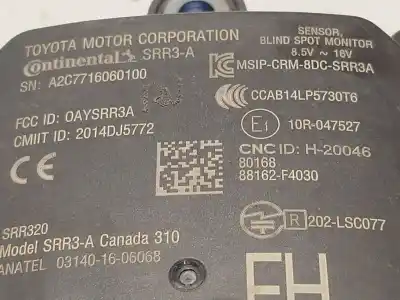 TOYOTA MOTOR CORPORATION
Continental SRR3-A
SN: A2C7716060100
SENSOR,
BLIND SPOT MONITOR
8.5V ~ 16V
MSIP-CRM-8DC-SRR3A
CCAB14LP5730T6
FCC ID: OAYSRR3A
CMIIT ID: 2014DJ5772
E1 10R-047527
CE
CNC ID: H-20046
80168
88162-F4030
SRR320
Model SRR3-A Canada 310
ANATEL 03140-16-06068
R 202-LSC077
FH